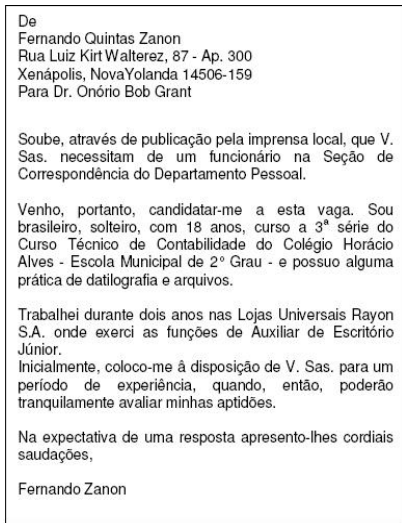 De
Fernando Quintas Zanon
Rua Luiz Kirt Walterez, 87 - Ap. 300
Xenápolis, NovaYolanda 14506-159
Para Dr. Onório Bob Grant
Soube, através de publicação pela imprensa local, que V.
Sas. necessitam de um funcionário na Seção de
Correspondência do Departamento Pessoal.
Venho, portanto, candidatar-me a esta vaga. Sou
brasileiro, solteiro, com 18 anos, curso a 3ª série do
Curso Técnico de Contabilidade do Colégio Horácio
Alves - Escola Municipal de 2° Grau - e possuo alguma
prática de datilografia e arquivos.
Trabalhei durante dois anos nas Lojas Universais Rayon
S.A. onde exerci as funções de Auxiliar de Escritório
Júnior.
Inicialmente, coloco-me â disposição de V. Sas. para um
período de experiência, quando, então, poderão
tranquilamente avaliar minhas aptidões.
Na expectativa de uma resposta apresento-lhes cordiais
saudações,
Fernando Zanon